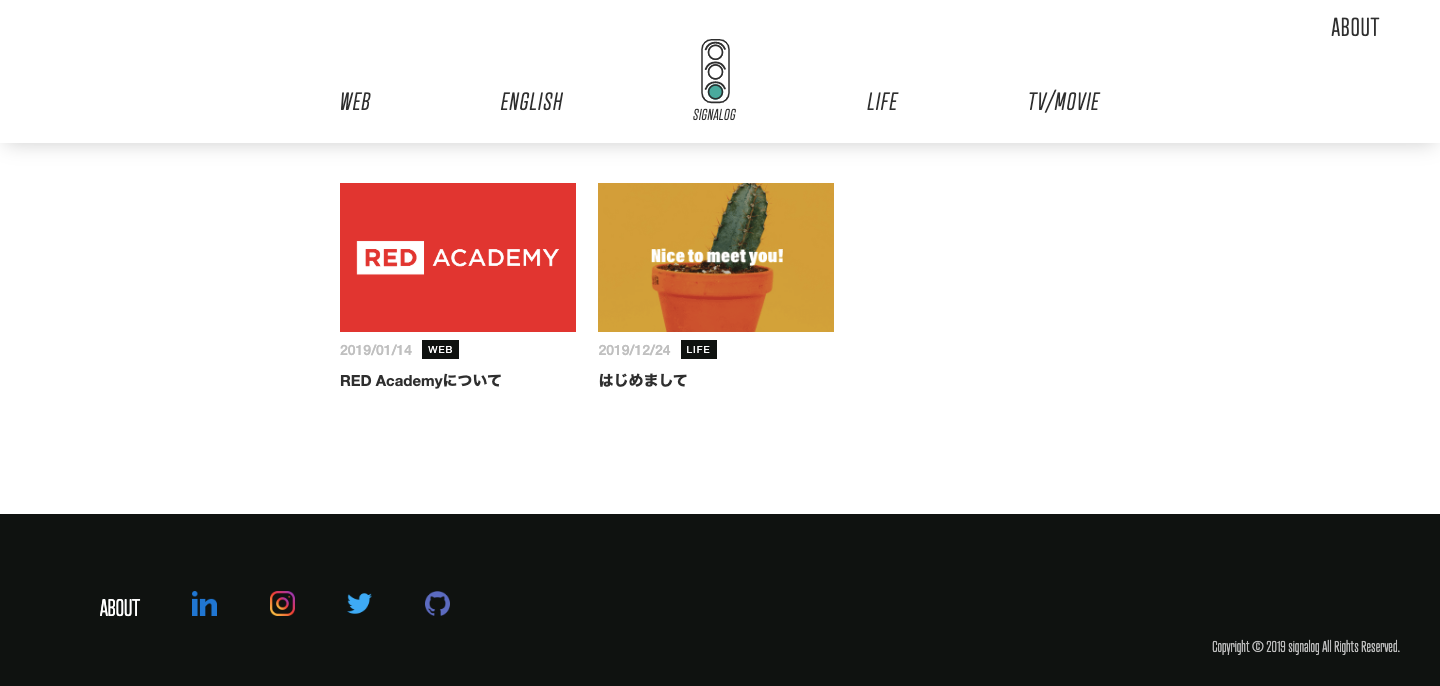 ABOUT
WEB
ENGLISH
SIGNALOG
LIFE
TV/MOVIE
RED ACADEMY
2019/01/14 WEB
RED Academyについて
Nice to meet you!
2019/12/24 LIFE
はじめまして
ABOUT
in
Copyright © 2019 signalog All Rights Reserved.